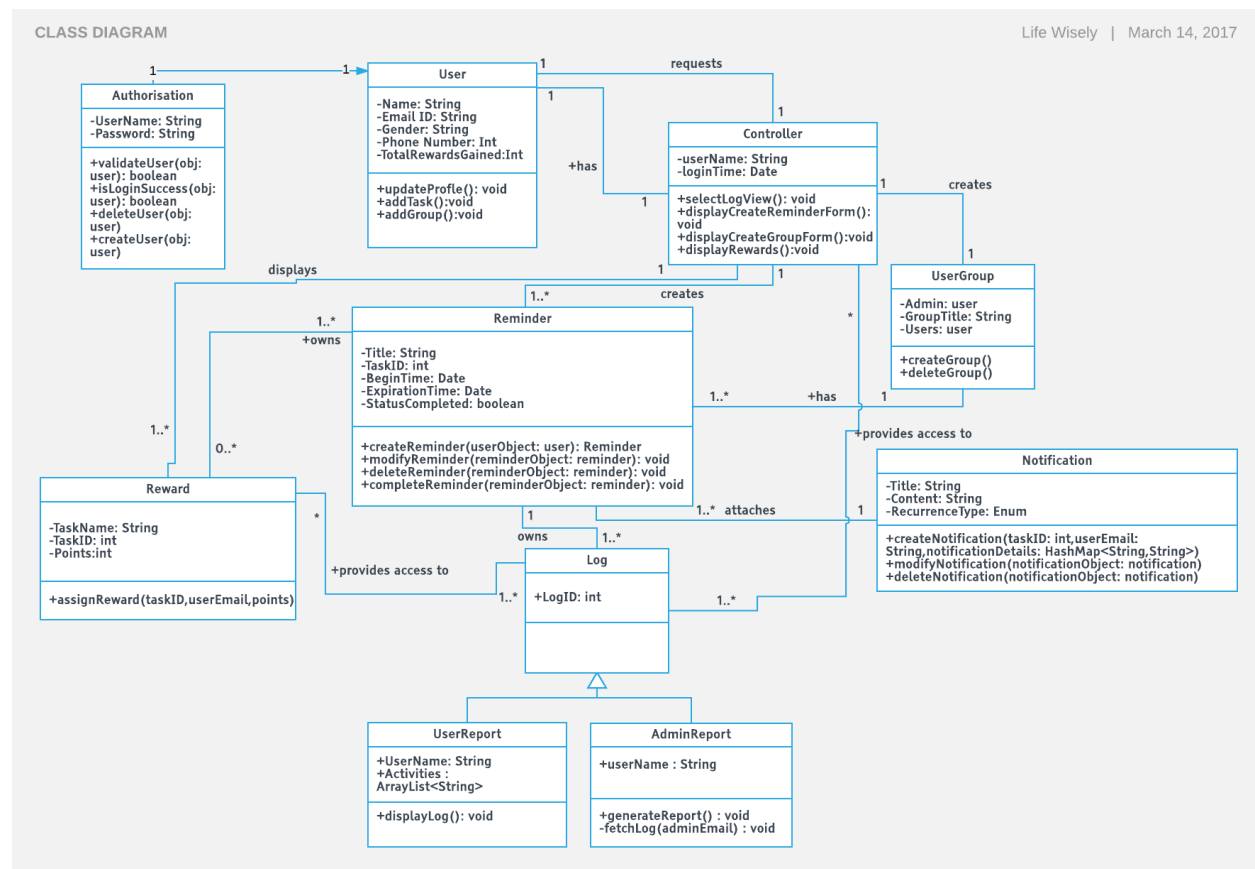 CLASS DIAGRAM
Life Wisely | March 14, 2017
1
1
User
-Name: String
-Email ID: String
-Gender: String
-Phone Number: Int
-TotalRewardsGained:Int
+updateProfle(): void
+addTask():void
+addGroup():void
Authorisation
-UserName: String
-Password: String
+validateUser(obj:
user): boolean
+isLoginSuccess(obj:
user): boolean
+deleteUser(obj:
user)
+createUser(obj:
user)
1
requests
1
1
+has
1
Controller
-userName: String
-loginTime: Date
+selectLogView(): void
+displayCreateReminderForm():
void
+displayCreateGroupForm():void
+displayRewards():void
1
creates
1
UserGroup
-Admin: user
-GroupTitle: String
-Users: user
+createGroup()
+deleteGroup()
displays
1
1..*
1
creates
1..*
Reminder
-Title: String
-TaskID: int
-BeginTime: Date
-ExpirationTime: Date
-StatusCompleted: boolean
+createReminder(userObject: user): Reminder
+modifyReminder(reminderObject: reminder): void
+deleteReminder(reminderObject: reminder): void
+completeReminder(reminderObject: reminder): void
1..*
+owns
0..*
1..*
+has
1
*
+provides access to
1..*
Reward
-TaskName: String
-TaskID: int
-Points:int
+assignReward(taskID,userEmail,points)
Notification
-Title: String
-Content: String
-RecurrenceType: Enum
+createNotification(taskID: int,userEmail:
String,notificationDetails: HashMap<String,String>)
+modifyNotification(notificationObject: notification)
+deleteNotification(notificationObject: notification)
1..*
attaches
1
1
owns
1..*
*
+provides access to
1..*
Log
+LogID: int
UserReport
+UserName: String
+Activities :
ArrayList<String>
+displayLog(): void
AdminReport
+userName : String
+generateReport() : void
-fetchLog(adminEmail) : void